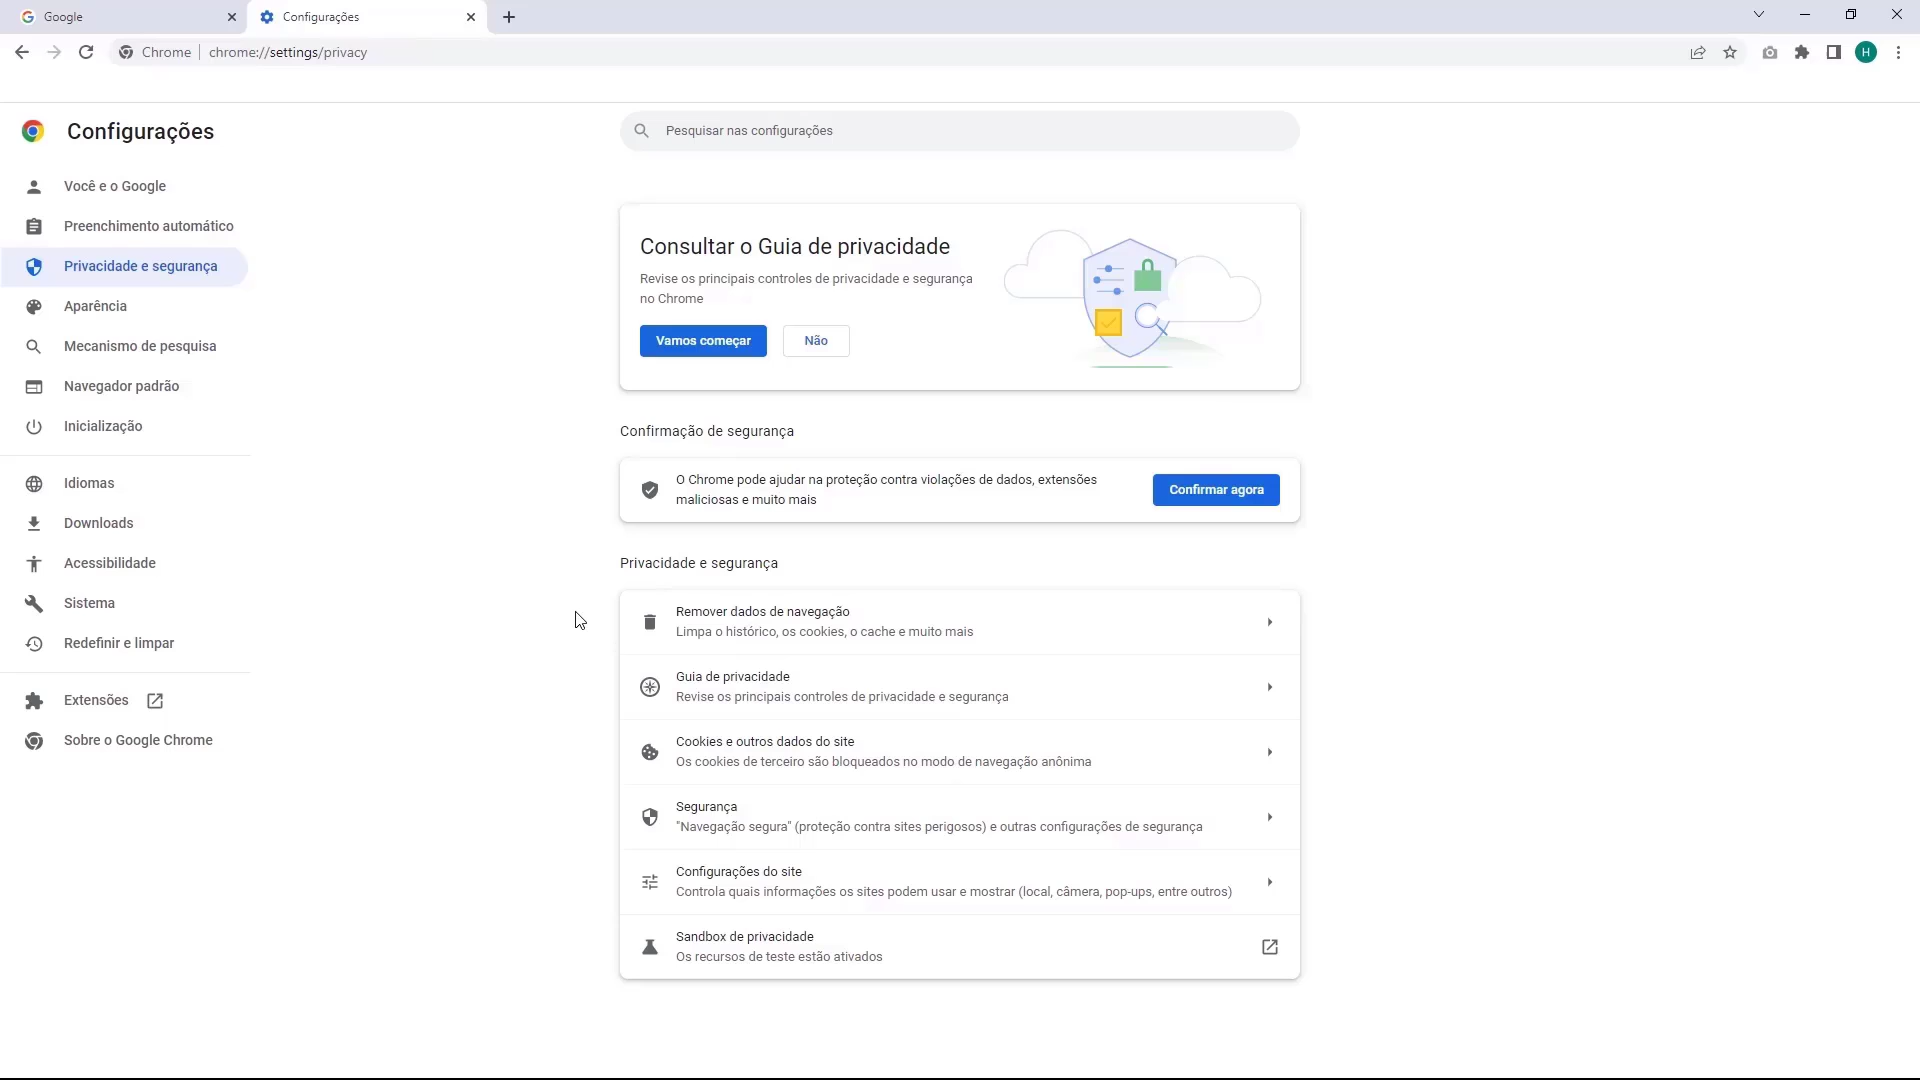 Google
Configurações
Chrome
chrome://settings/privacy
H
Configurações
Pesquisar nas configurações
Você e o Google
Preenchimento automático
Privacidade e segurança
Aparência
Mecanismo de pesquisa
Navegador padrão
Inicialização
Idiomas
Downloads
Acessibilidade
Sistema
Redefinir e limpar
Extensões
Sobre o Google Chrome
Consultar o Guia de privacidade
Revise os principais controles de privacidade e segurança
no Chrome
Vamos começar
Não
Confirmação de segurança
O Chrome pode ajudar na proteção contra violações de dados, extensões
maliciosas e muito mais
Confirmar agora
Privacidade e segurança
Remover dados de navegação
Limpa o histórico, os cookies, o cache e muito mais
Guia de privacidade
Revise os principais controles de privacidade e segurança
Cookies e outros dados do site
Os cookies de terceiro são bloqueados no modo de navegação anônima
Segurança
"Navegação segura" (proteção contra sites perigosos) e outras configurações de segurança
Configurações do site
Controla quais informações os sites podem usar e mostrar (local, câmera, pop-ups, entre outros)
Sandbox de privacidade
Os recursos de teste estão ativados